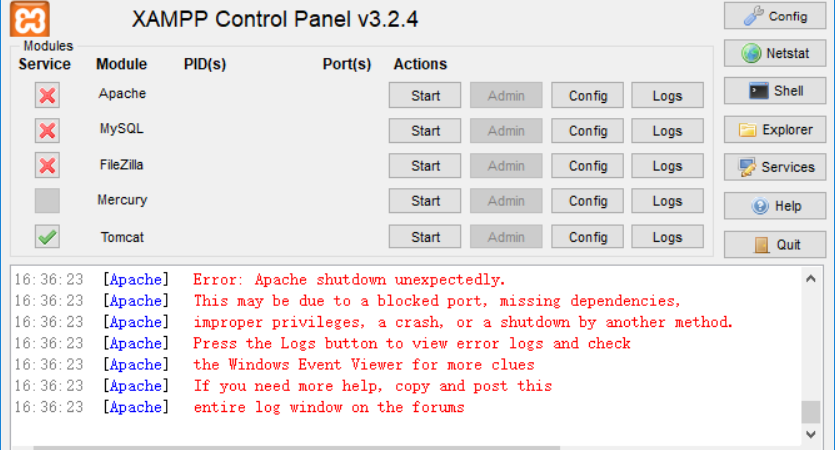 XAMPP Control Panel v3.2.4
Config
Modules
Service Module PID(s) Port(s) Actions
Netstat
Apache Start Admin Config Logs
Shell
MySQL Start Admin Config Logs
Explorer
FileZilla Start Admin Config Logs
Services
Mercury Start Admin Config Logs
Help
Tomcat Start Admin Config Logs
Quit
16:36:23 [Apache] Error: Apache shutdown unexpectedly.
16:36:23 [Apache] This may be due to a blocked port, missing dependencies,
16:36:23 [Apache] improper privileges, a crash, or a shutdown by another method.
16:36:23 [Apache] Press the Logs button to view error logs and check
16:36:23 [Apache] the Windows Event Viewer for more clues
16:36:23 [Apache] If you need more help, copy and post this
16:36:23 [Apache] entire log window on the forums